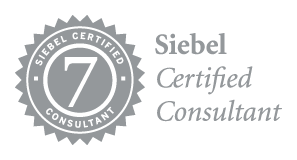 SIEBEL CERTIFIED
7
CONSULTANT
Siebel
Certified
Consultant